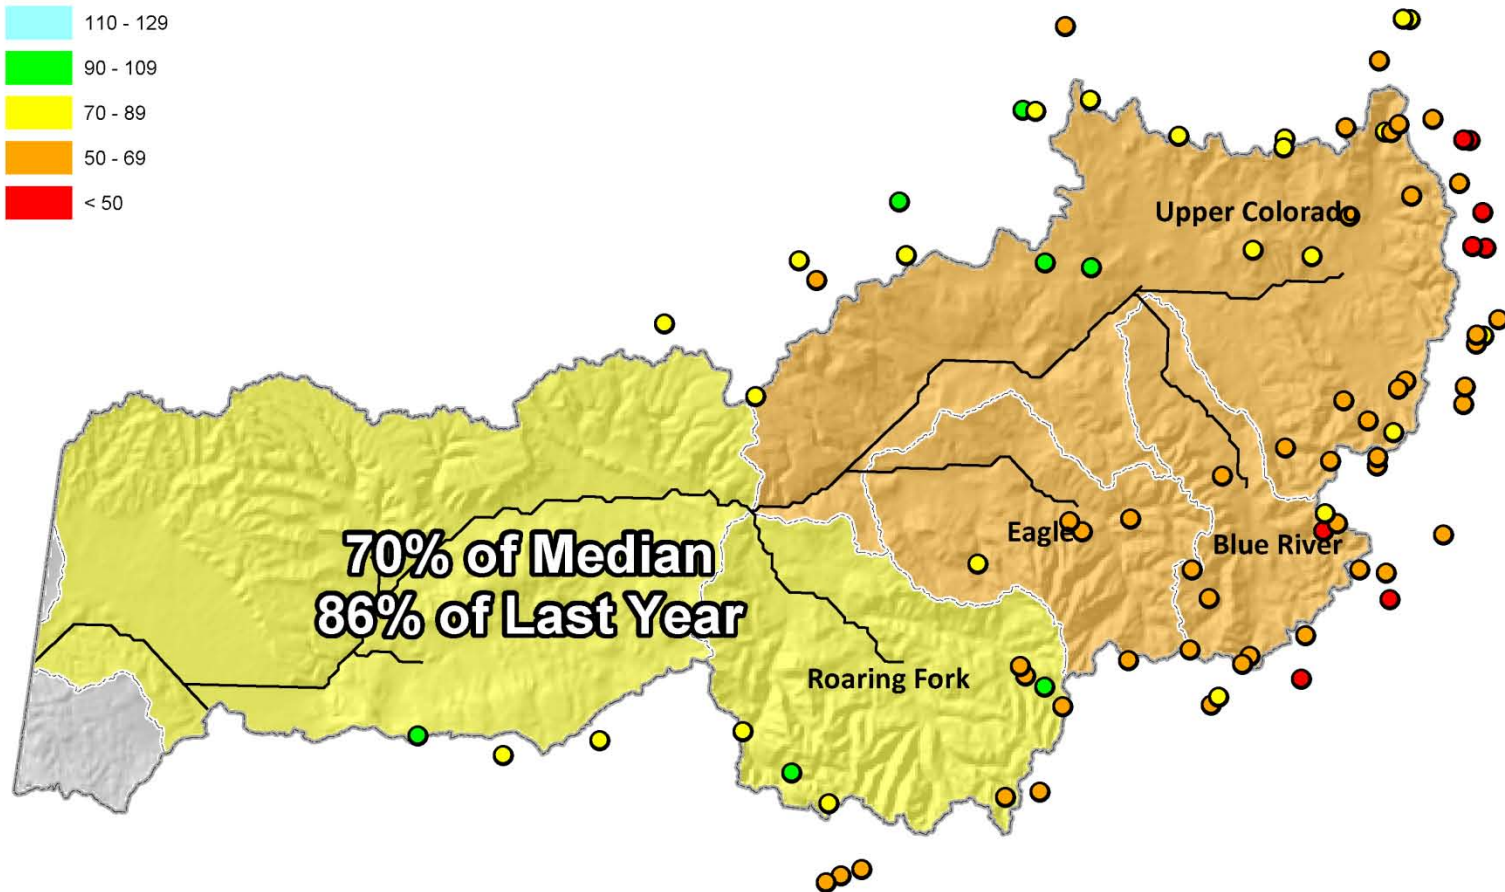 110 - 129
90 - 109
70 - 89
50 - 69
< 50
Upper Colorado
70% of Median
86% of Last Year
Eagle
Blue River
Roaring Fork